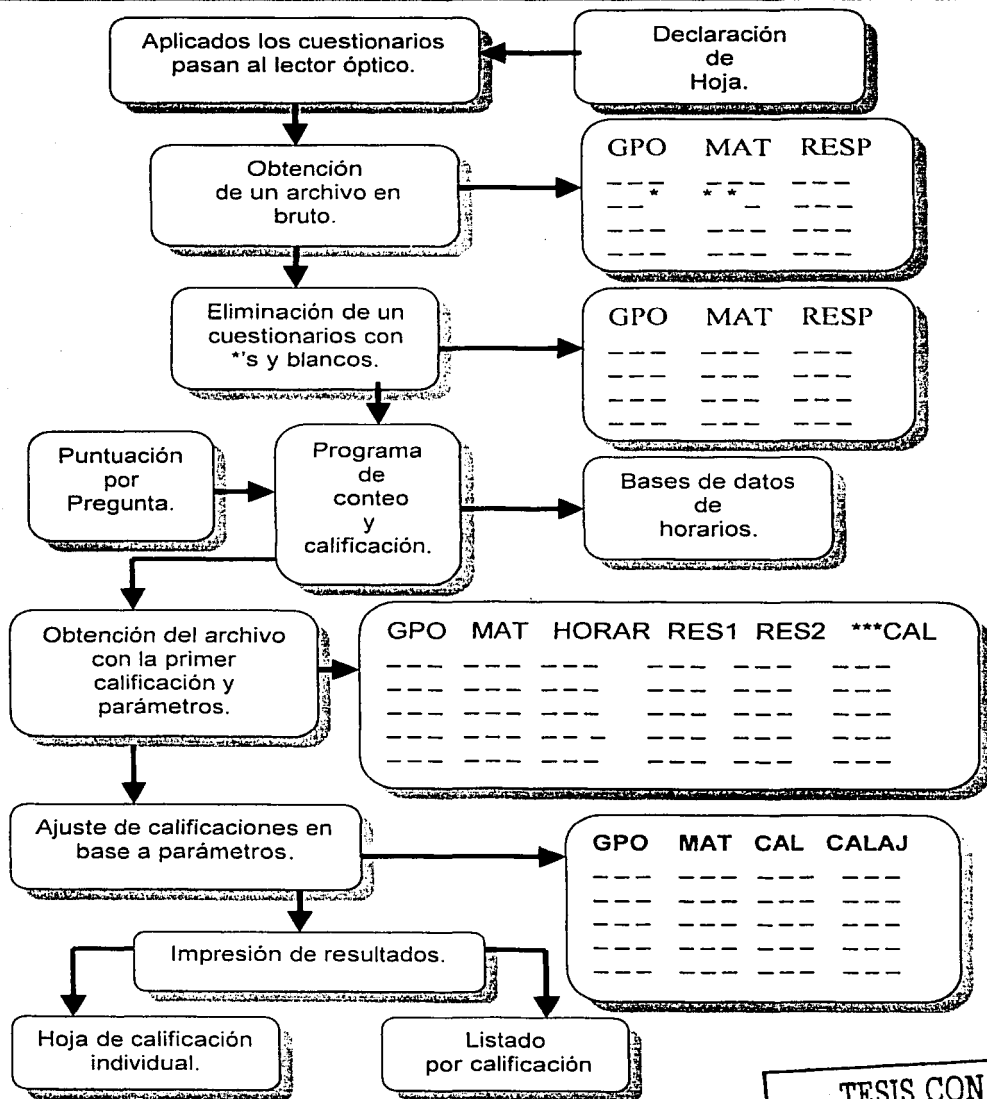 Aplicados los cuestionarios
pasan al lector óptico.
Declaración
de
Hoja.
Obtención
de un archivo en
bruto.
GPO MAT RESP
--- --- ---
-- * * * - ---
--- --- ---
--- --- ---
Eliminación de un
cuestionarios con
*'s y blancos.
GPO MAT RESP
--- --- ---
--- --- ---
--- --- ---
--- --- ---
Puntuación
por
Pregunta.
Programa
de
conteo
y
calificación.
Bases de datos
de
horarios.
Obtención del archivo
con la primer
calificación y
parámetros.
GPO MAT HORAR RES1 RES2 ***CAL
--- --- --- --- --- ---
--- --- --- --- --- ---
--- --- --- --- --- ---
--- --- --- --- --- ---
--- --- --- --- --- ---
Ajuste de calificaciones en
base a parámetros.
GPO MAT CAL CALAJ
--- --- --- ---
--- --- --- ---
--- --- --- ---
--- --- --- ---
--- --- --- ---
Impresión de resultados.
Hoja de calificación
individual.
Listado
por calificación
TESIS CON